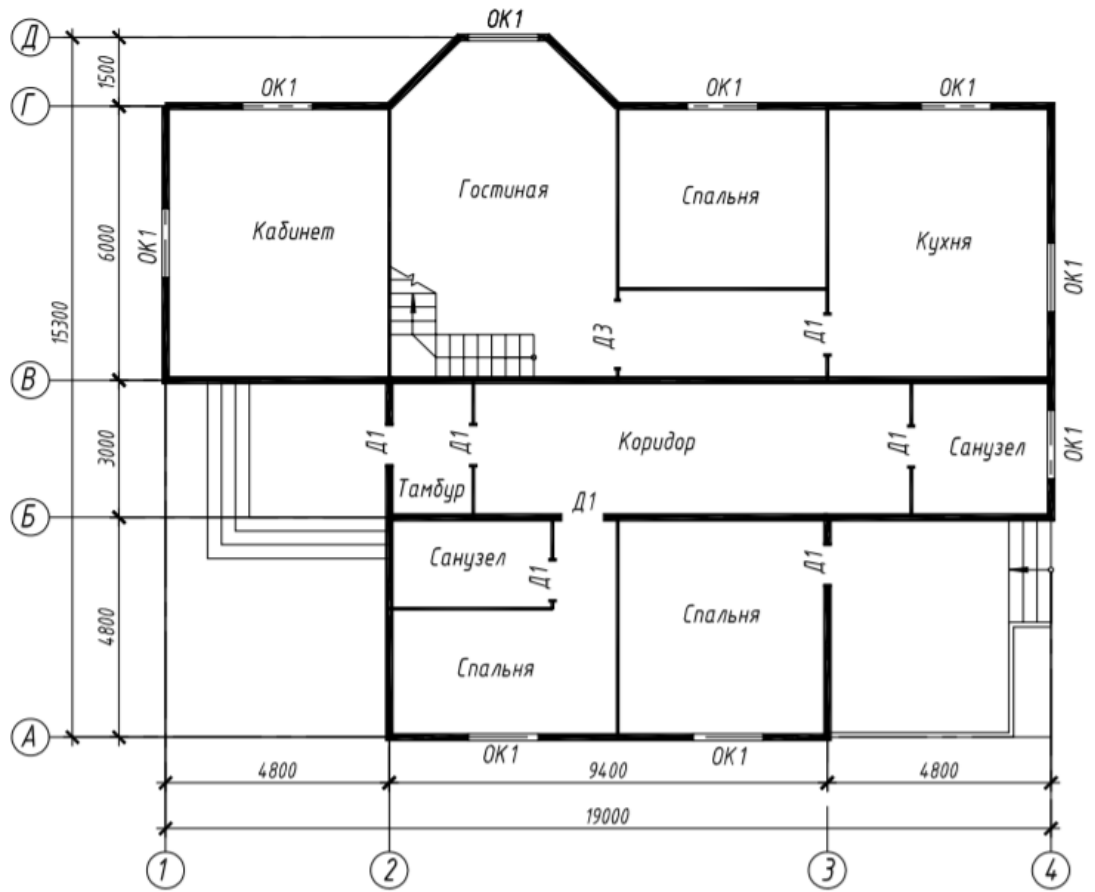 ОК1
Д
1500
ОК1
ОК1
ОК1
Г
Гостиная
Спальня
Кабинет
Кухня
6000
ОК1
ОК1
15300
Д3
Д1
В
3000
Д1
Д1
Коридор
Д1
Санузел
ОК1
Тамбур
Д1
Б
Санузел
Д1
Д1
4800
Спальня
Спальня
А
ОК1
ОК1
4800
9400
4800
19000
1
2
3
4